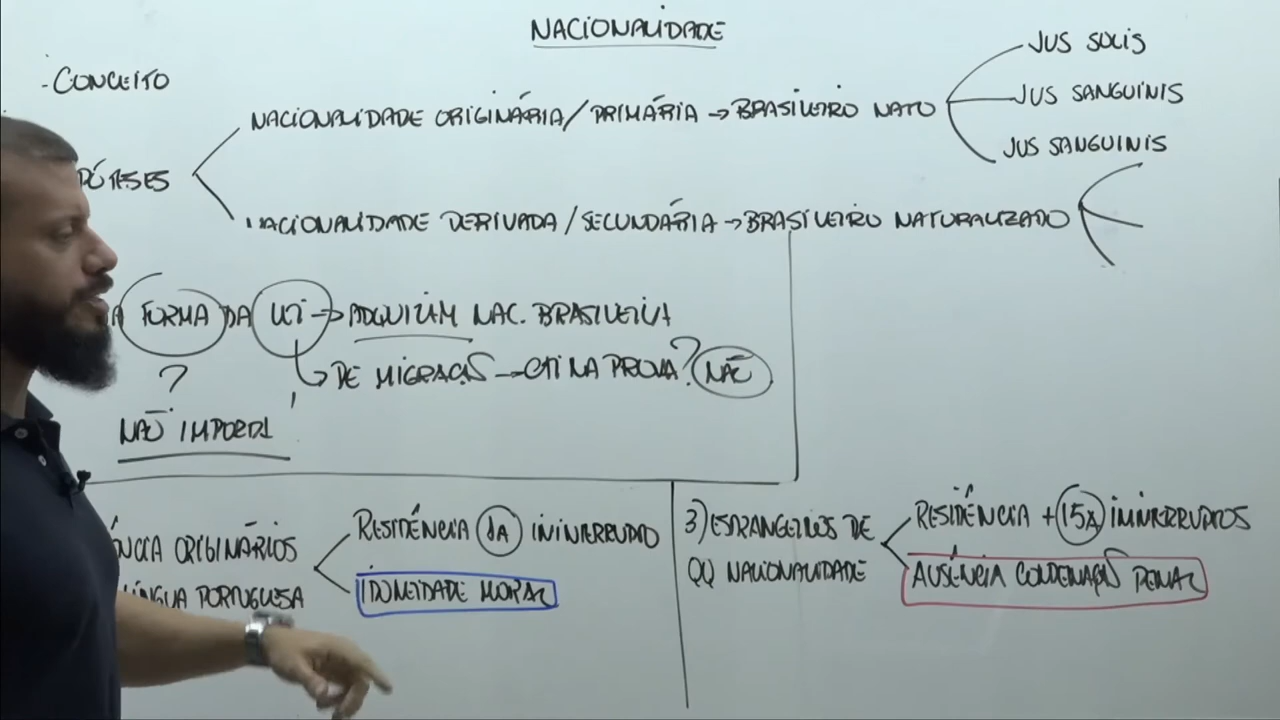 NACIONALIDADE
- CONCEITO
NACIONALIDADE ORIGINÁRIA / PRIMÁRIA → BRASILEIRO NATO
JUS SOLIS
JUS SANGUINIS
JUS SANGUINIS
NACIONALIDADE DERIVADA / SECUNDÁRIA → BRASILEIRO NATURALIZADO
FORMA DA LEI → ADQUIRAM NAC. BRASILEIRA
?
DE MIGRAÇÃO → CAI NA PROVA? NÃO
NÃO IMPORTA
ORIGINÁRIOS
LÍNGUA PORTUGUESA
RESIDÊNCIA 1A ININTERRUPTO
IDONEIDADE MORAL
3) ESTRANGEIROS DE
QQ NACIONALIDADE
RESIDÊNCIA + 15A ININTERRUPTOS
AUSÊNCIA CONDENAÇÃO PENAL